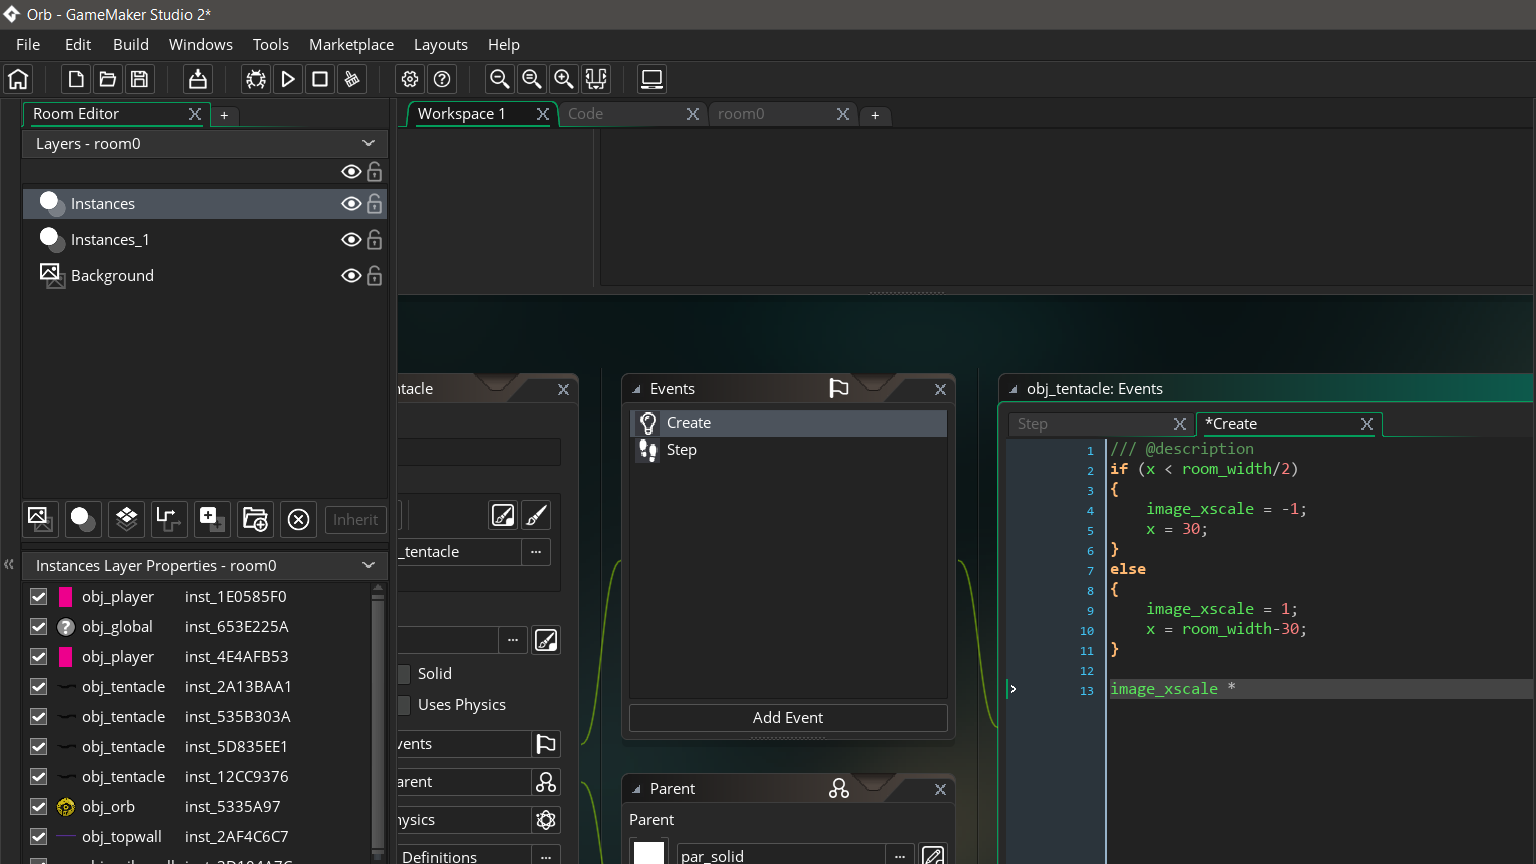 Orb - GameMaker Studio 2*
File Edit Build Windows Tools Marketplace Layouts Help
Room Editor
Workspace 1
Code
room0
Layers - room0
Instances
Instances_1
Background
Inherit
Instances Layer Properties - room0
obj_player inst_1E0585F0
obj_global inst_653E225A
obj_player inst_4E4AFB53
obj_tentacle inst_2A13BAA1
obj_tentacle inst_535B303A
obj_tentacle inst_5D835EE1
obj_tentacle inst_12CC9376
obj_orb inst_5335A97
obj_topwall inst_2AF4C6C7
ntacle
_tentacle
Solid
Uses Physics
vents
arent
hysics
Definitions
Events
Create
Step
Add Event
Parent
Parent
par_solid
obj_tentacle: Events
Step
*Create
1 /// @description
2 if (x < room_width/2)
3 {
4 image_xscale = -1;
5 x = 30;
6 }
7 else
8 {
9 image_xscale = 1;
10 x = room_width-30;
11 }
12
13 image_xscale *